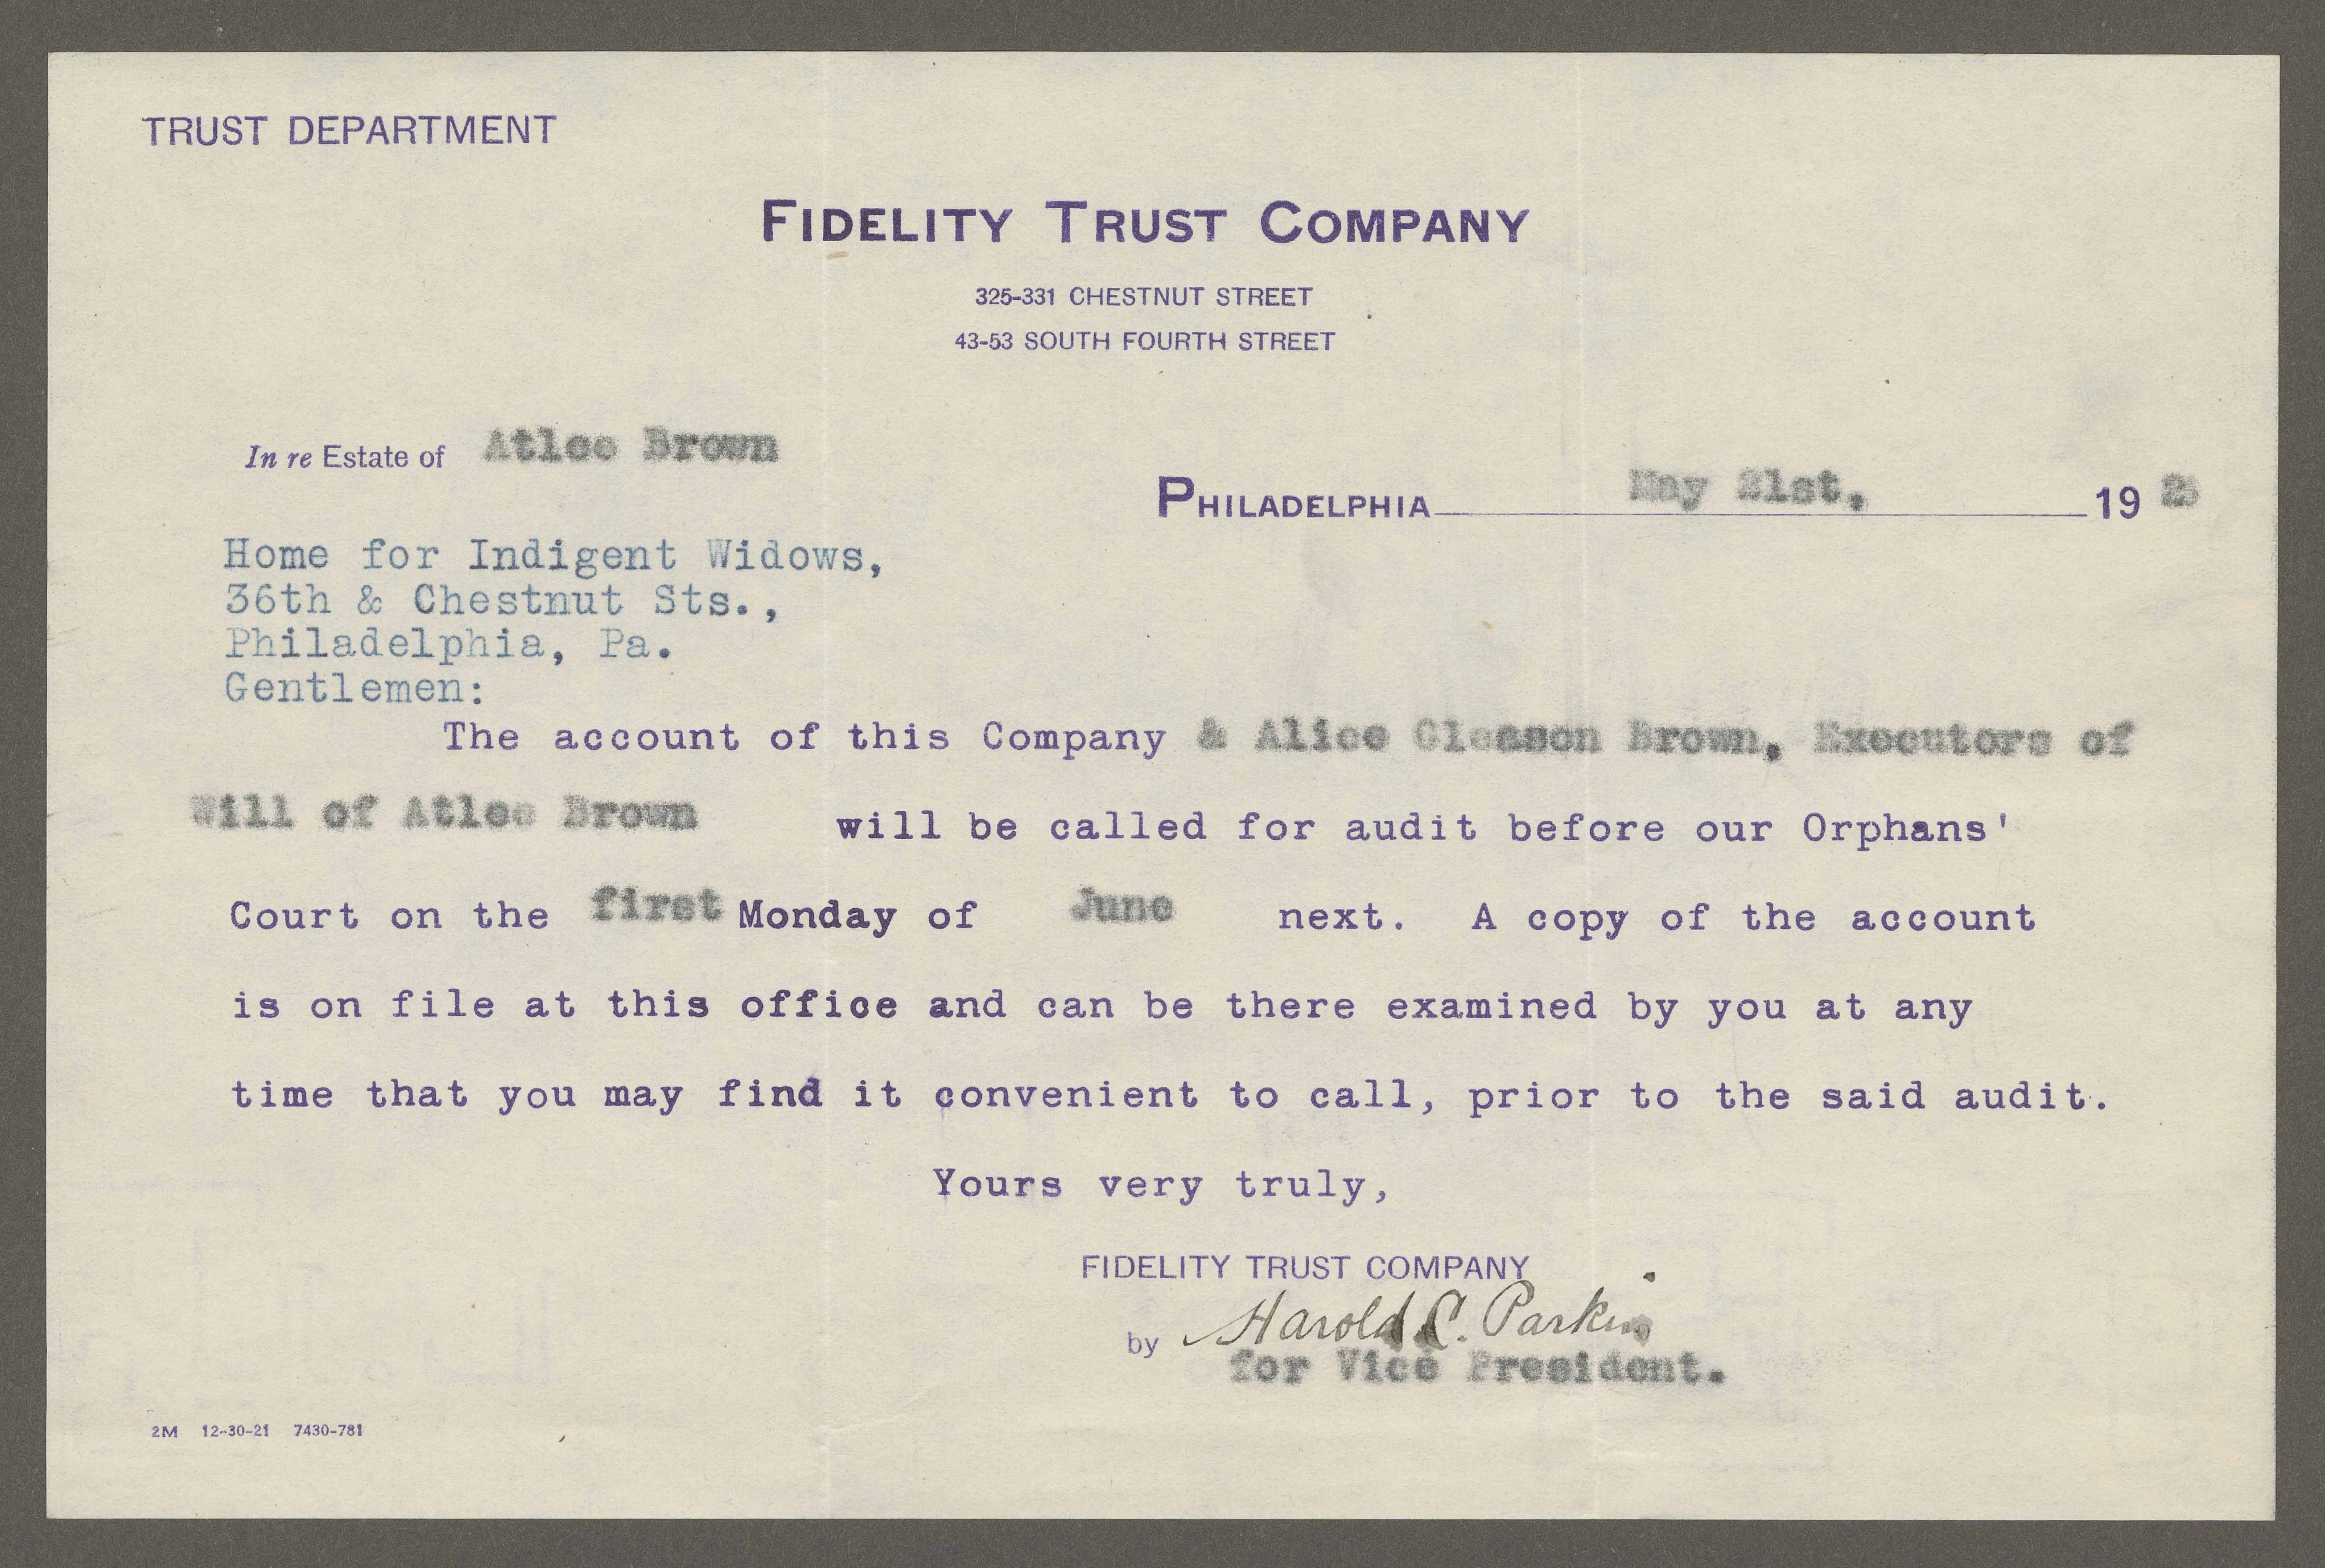 TRUST DEPARTMENT
FIDELITY TRUST COMPANY
325-331 CHESTNUT STREET
43-53 SOUTH FOURTH STREET
In re Estate of Atlee Brown
PHILADELPHIA May 21st, 19
Home for Indigent Widows,
36th & Chestnut Sts.,
Philadelphia, Pa.
Gentlemen:
The account of this Company & Alice Gleason Brown, Executors of
Will of Atlee Brown will be called for audit before our Orphans'
Court on the first Monday of June next. A copy of the account
is on file at this office and can be there examined by you at any
time that you may find it convenient to call, prior to the said audit.
Yours very truly,
FIDELITY TRUST COMPANY
by Harold C. Parkin
for Vice President.
2M 12-30-21 7430-781